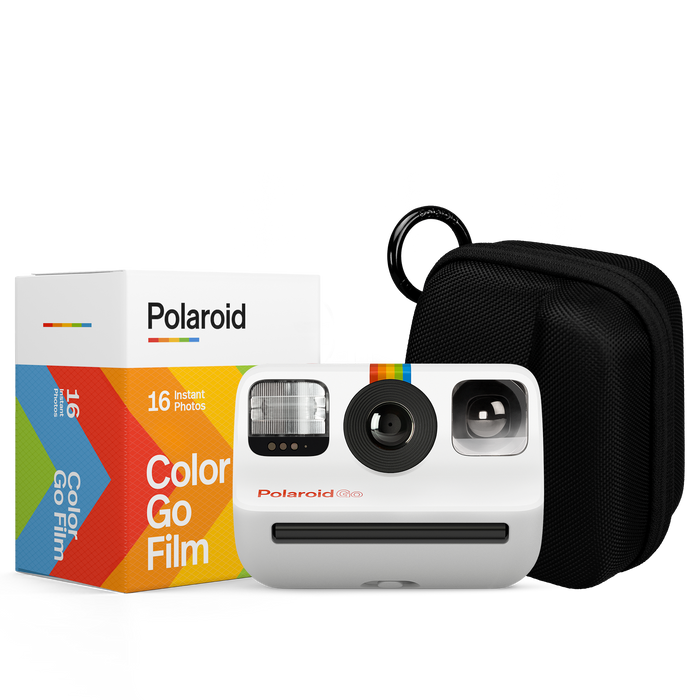 Polaroid
16 Instant
Photos
Color
Go
Film
16
Instant
Photos
Color
Go Film
Polaroid Go